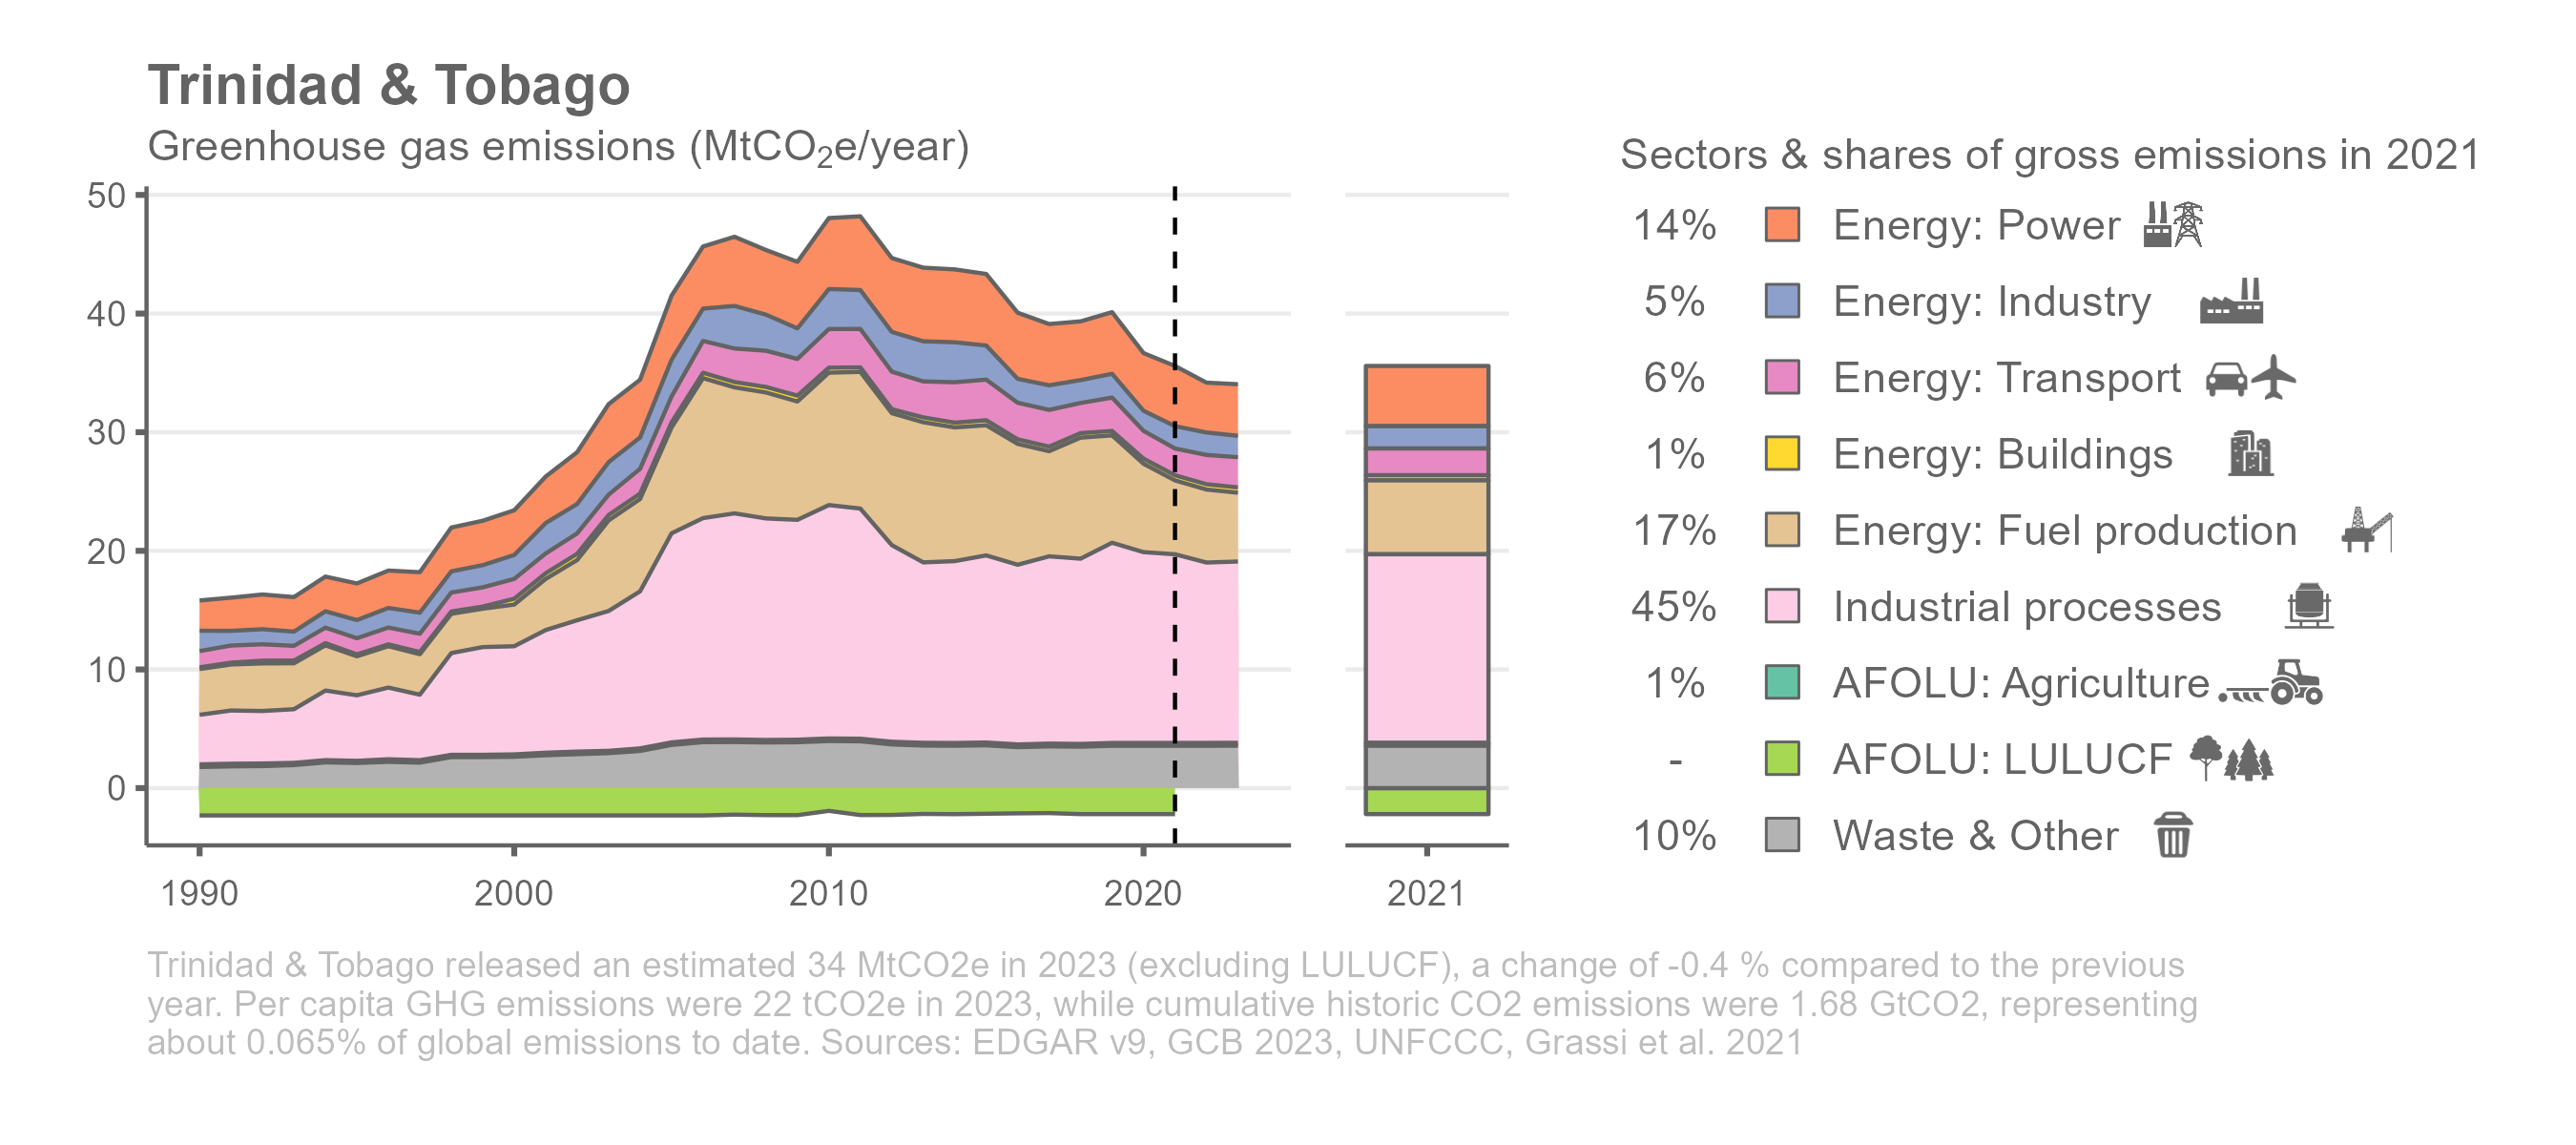 Trinidad & Tobago
Greenhouse gas emissions (MtCO₂e/year)
50
40
30
20
10
0
1990
2000
2010
2020
2021
Sectors & shares of gross emissions in 2021
14% Energy: Power
5% Energy: Industry
6% Energy: Transport
1% Energy: Buildings
17% Energy: Fuel production
45% Industrial processes
1% AFOLU: Agriculture
- AFOLU: LULUCF
10% Waste & Other
Trinidad & Tobago released an estimated 34 MtCO2e in 2023 (excluding LULUCF), a change of -0.4 % compared to the previous
year. Per capita GHG emissions were 22 tCO2e in 2023, while cumulative historic CO2 emissions were 1.68 GtCO2, representing
about 0.065% of global emissions to date. Sources: EDGAR v9, GCB 2023, UNFCCC, Grassi et al. 2021